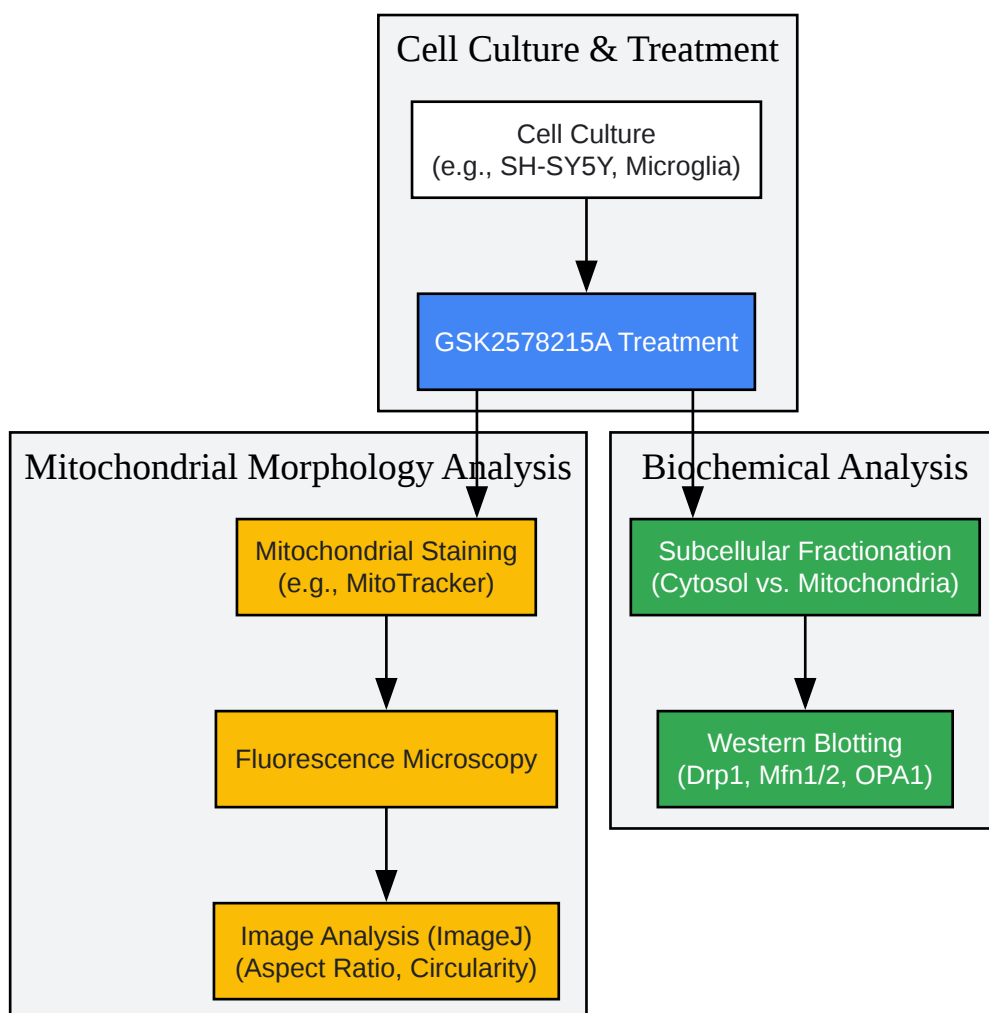 Cell Culture & Treatment
Cell Culture
(e.g., SH-SY5Y, Microglia)
GSK2578215A Treatment
Mitochondrial Morphology Analysis
Mitochondrial Staining
(e.g., MitoTracker)
Fluorescence Microscopy
Image Analysis (ImageJ)
(Aspect Ratio, Circularity)
Biochemical Analysis
Subcellular Fractionation
(Cytosol vs. Mitochondria)
Western Blotting
(Drp1, Mfn1/2, OPA1)